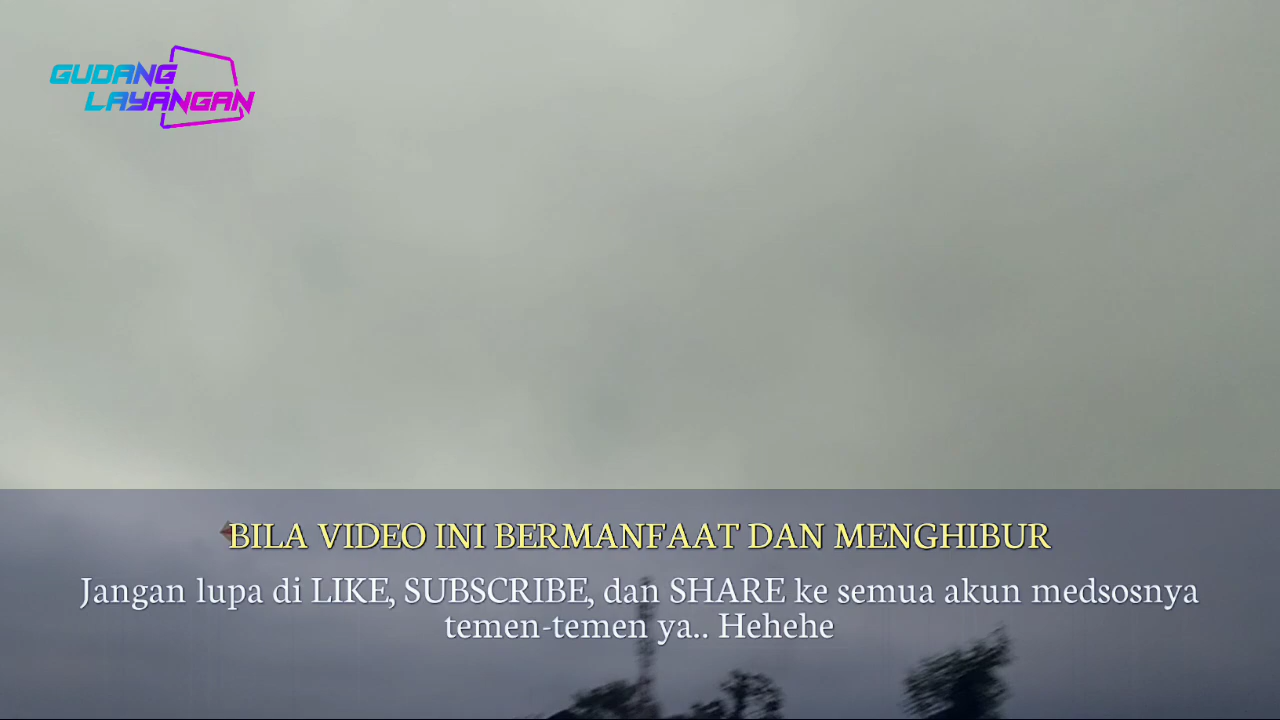 GUDANG
LAYANGAN
BILA VIDEO INI BERMANFAAT DAN MENGHIBUR
Jangan lupa di LIKE, SUBSCRIBE, dan SHARE ke semua akun medsosnya
temen-temen ya.. Hehehe